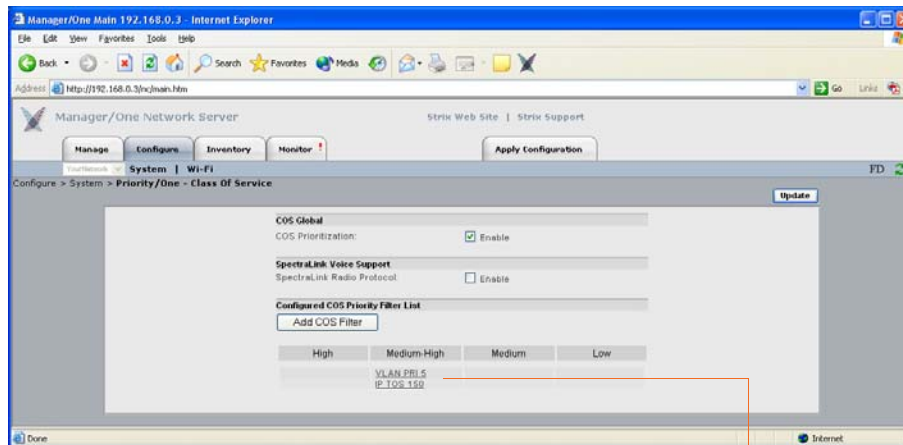 Manager/One Main 192.168.0.3 - Internet Explorer
File Edit View Favorites Tools Help
Back Search Favorites Media
Address http://192.168.0.3/nc/main.htm Go Links
Manager/One Network Server Strix Web Site | Strix Support
Manage Configure Inventory Monitor ! Apply Configuration
YourNetwork System | Wi-Fi FD
Configure > System > Priority/One - Class Of Service
Update
COS Global
COS Prioritization: Enable
SpectraLink Voice Support
SpectraLink Radio Protocol Enable
Configured COS Priority Filter List
Add COS Filter
High Medium-High Medium Low
VLAN PRI 5
IP TOS 150
Done Internet